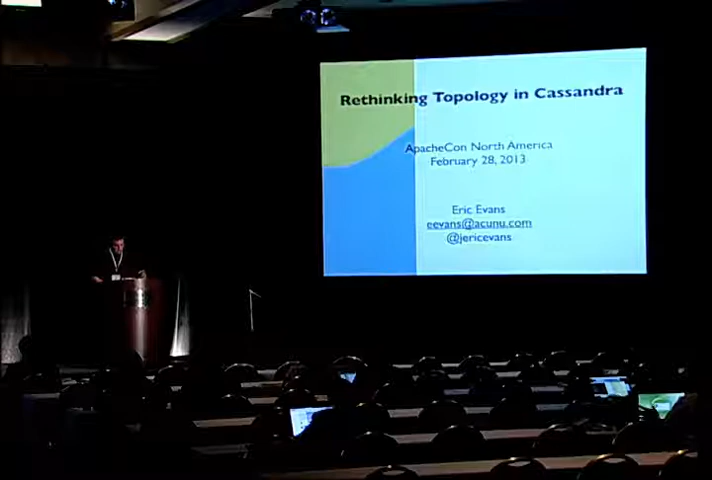 Rethinking Topology in Cassandra
ApacheCon North America
February 28, 2013
Eric Evans
eevans@acunu.com
@jericevans